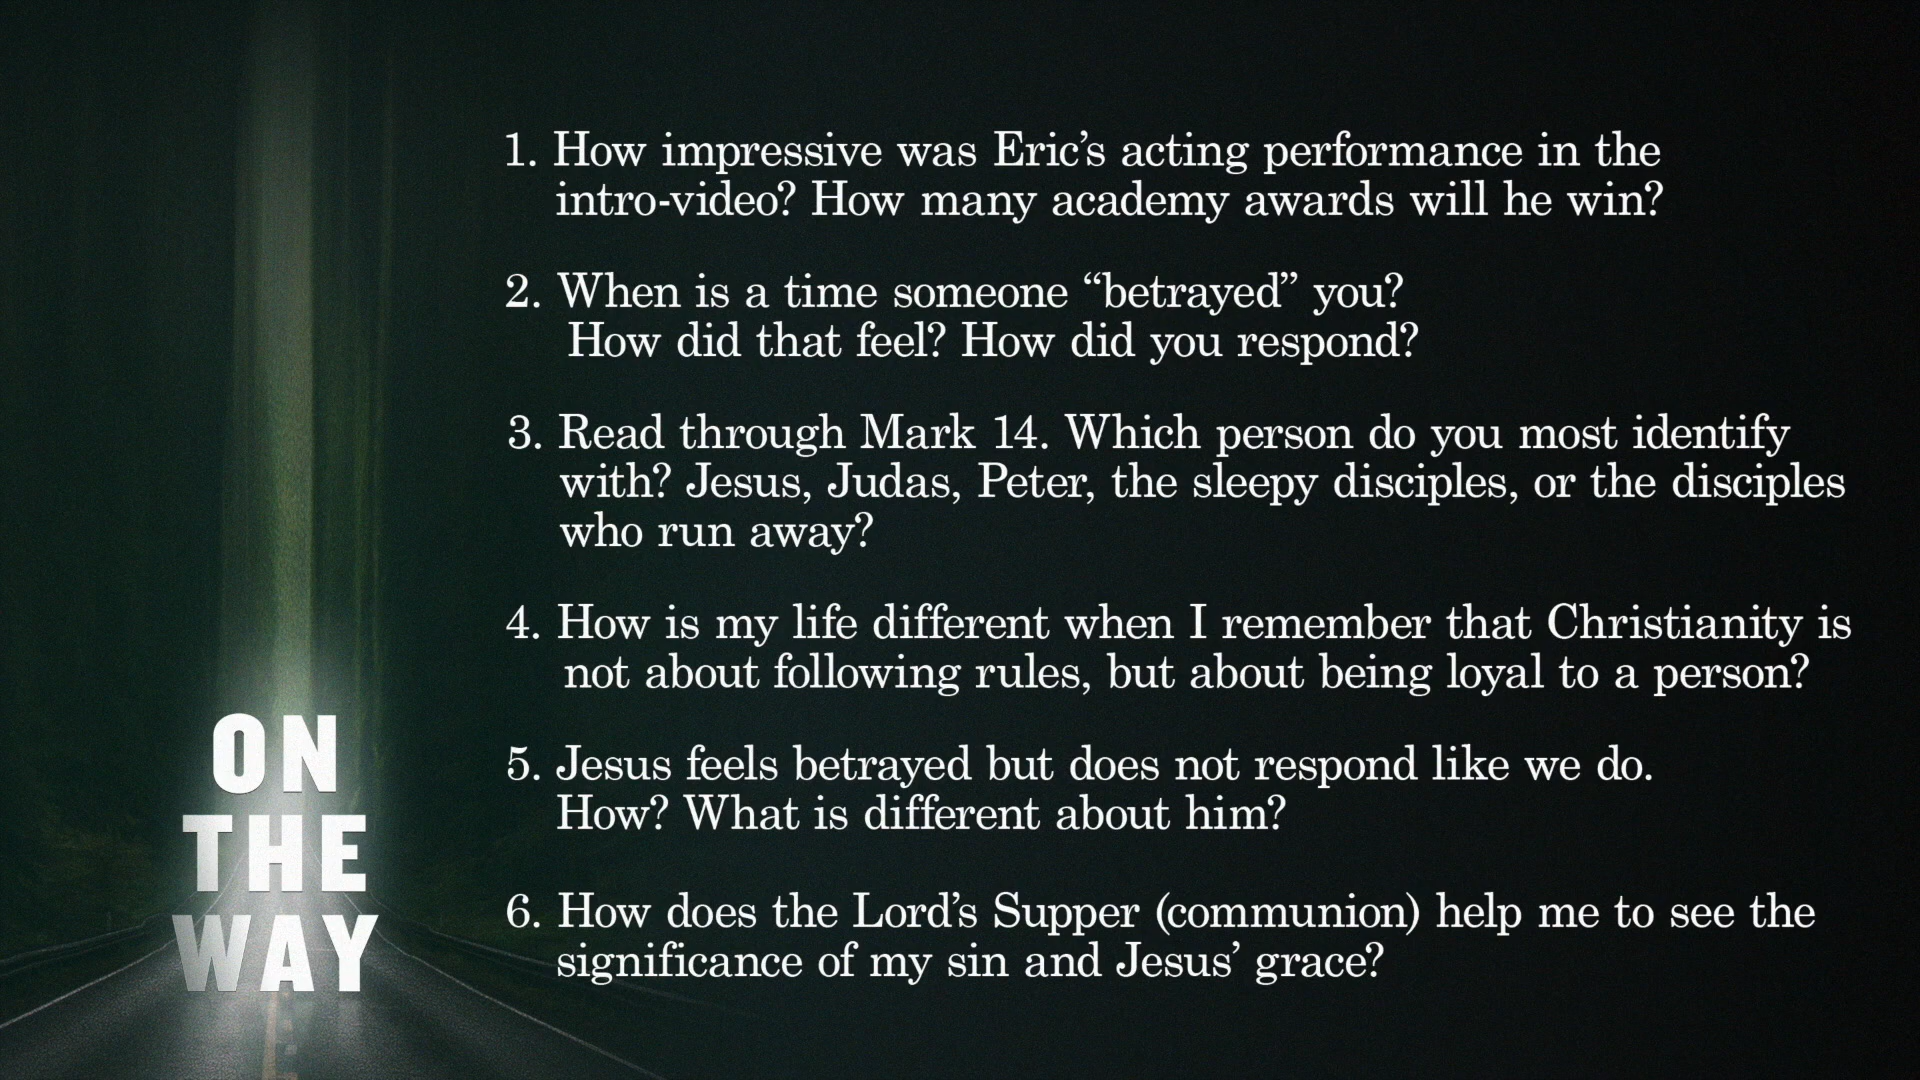 1. How impressive was Eric’s acting performance in the
intro-video? How many academy awards will he win?
2. When is a time someone “betrayed” you?
How did that feel? How did you respond?
3. Read through Mark 14. Which person do you most identify
with? Jesus, Judas, Peter, the sleepy disciples, or the disciples
who run away?
4. How is my life different when I remember that Christianity is
not about following rules, but about being loyal to a person?
5. Jesus feels betrayed but does not respond like we do.
How? What is different about him?
6. How does the Lord’s Supper (communion) help me to see the
significance of my sin and Jesus’ grace?
ON
THE
WAY